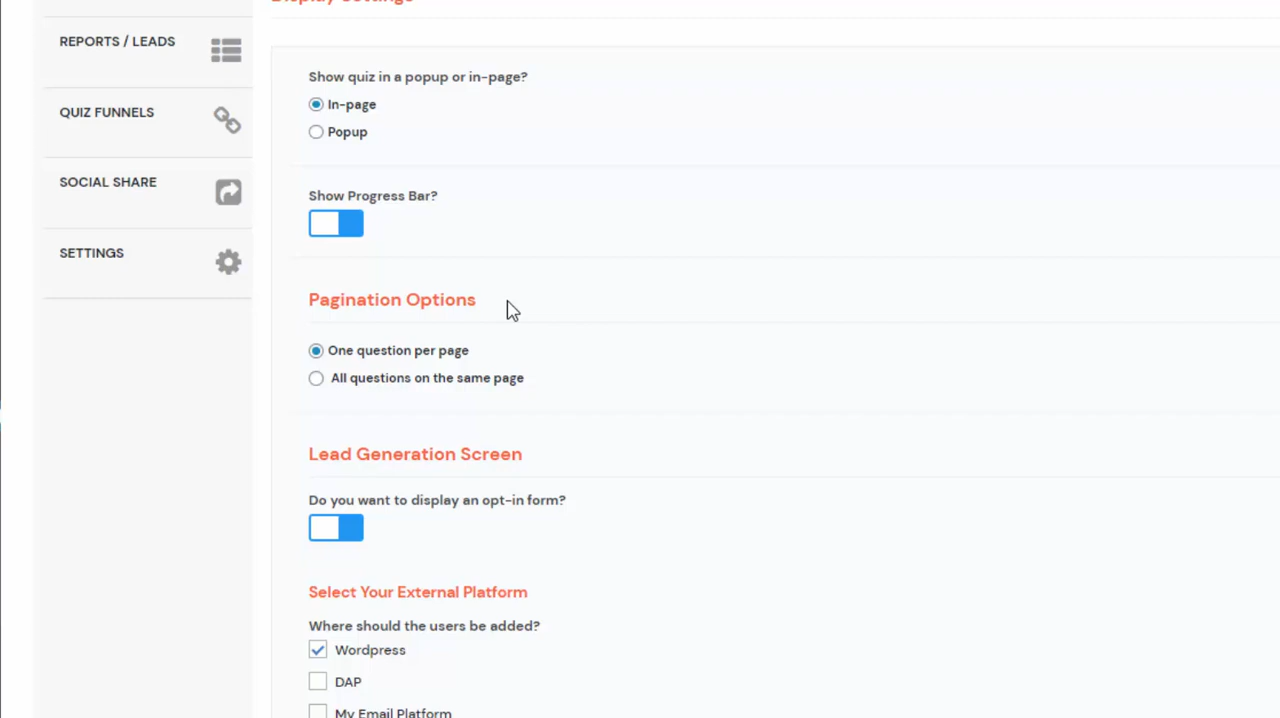 Display Settings
REPORTS / LEADS
QUIZ FUNNELS
SOCIAL SHARE
SETTINGS
Show quiz in a popup or in-page?
In-page
Popup
Show Progress Bar?
Pagination Options
One question per page
All questions on the same page
Lead Generation Screen
Do you want to display an opt-in form?
Select Your External Platform
Where should the users be added?
Wordpress
DAP
My Email Platform